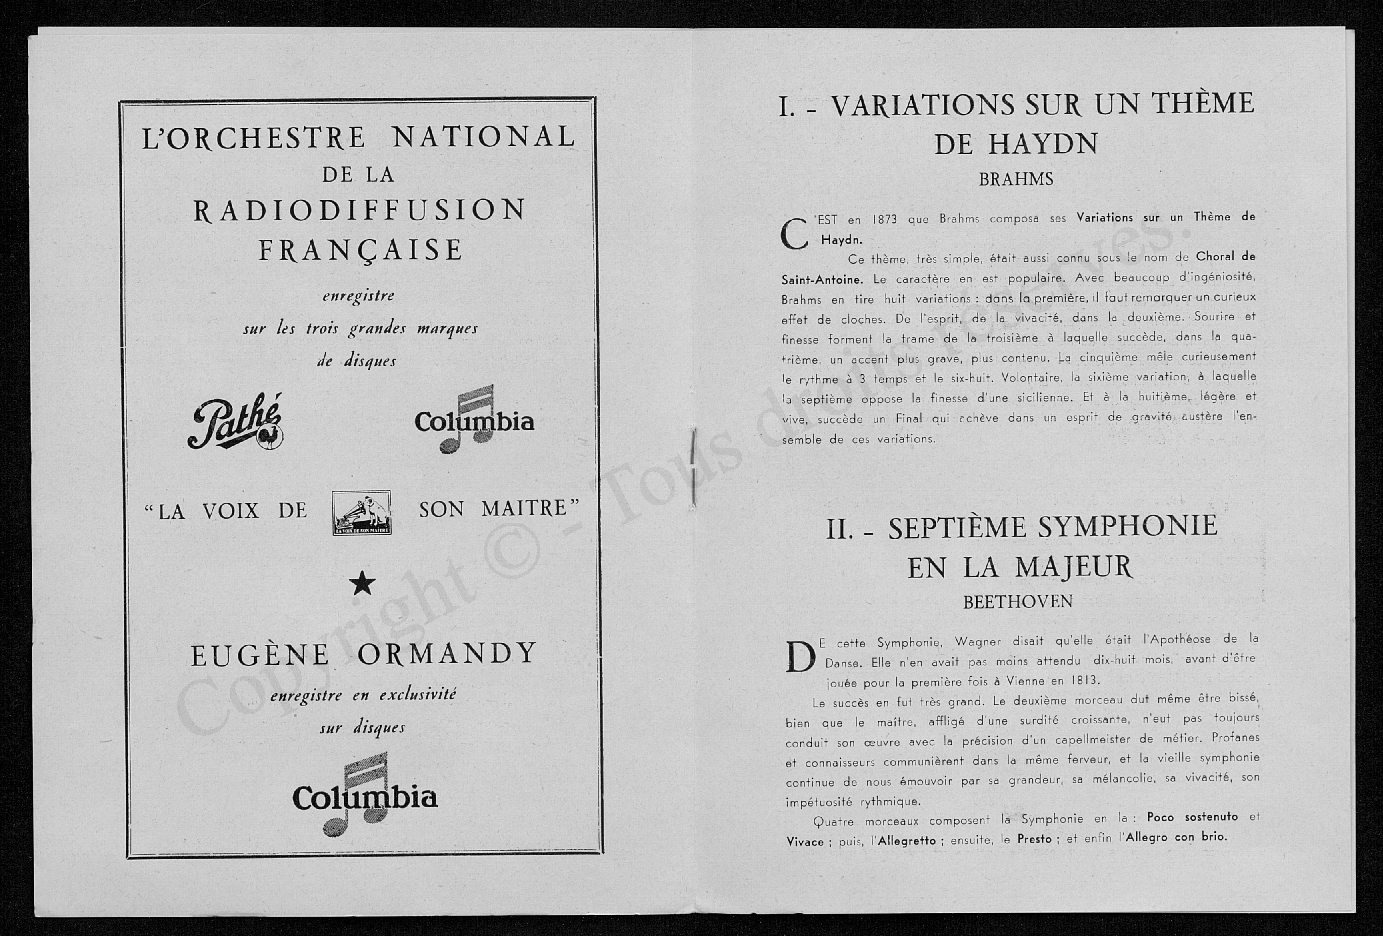 L'ORCHESTRE NATIONAL
DE LA
RADIODIFFUSION
FRANÇAISE
enregistre
sur les trois grandes marques
de disques
Pathé
Columbia
"LA VOIX DE SON MAITRE"
LA VOIX DE SON MAITRE
EUGÈNE ORMANDY
enregistre en exclusivité
sur disques
Columbia
I. - VARIATIONS SUR UN THÈME
DE HAYDN
BRAHMS
C'EST en 1873 que Brahms composa ses Variations sur un Thème de
Haydn.
Ce thème, très simple, était aussi connu sous le nom de Choral de
Saint-Antoine. Le caractère en est populaire. Avec beaucoup d'ingéniosité,
Brahms en tire huit variations : dans la première, il faut remarquer un curieux
effet de cloches. De l'esprit, de la vivacité, dans la deuxième. Sourire et
finesse forment la trame de la troisième à laquelle succède, dans la qua-
trième, un accent plus grave, plus contenu. La cinquième mêle curieusement
le rythme à 3 temps et le six-huit. Volontaire, la sixième variation, à laquelle
la septième oppose la finesse d'une sicilienne. Et à la huitième, légère et
vive, succède un Final qui achève dans un esprit de gravité austère l'en-
semble de ces variations.
II. - SEPTIÈME SYMPHONIE
EN LA MAJEUR
BEETHOVEN
DE cette Symphonie, Wagner disait qu'elle était l'Apothéose de la
Danse. Elle n'en avait pas moins attendu dix-huit mois, avant d'être
jouée pour la première fois à Vienne en 1813.
Le succès en fut très grand. Le deuxième morceau dut même être bissé,
bien que le maître, affligé d'une surdité croissante, n'eut pas toujours
conduit son œuvre avec la précision d'un capellmeister de métier. Profanes
et connaisseurs communièrent dans la même ferveur, et la vieille symphonie
continue de nous émouvoir par sa grandeur, sa mélancolie, sa vivacité, son
impétuosité rythmique.
Quatre morceaux composent la Symphonie en la : Poco sostenuto et
Vivace ; puis, l'Allegretto ; ensuite, le Presto ; et enfin l'Allegro con brio.
Copyright © - Tous droits réservés.